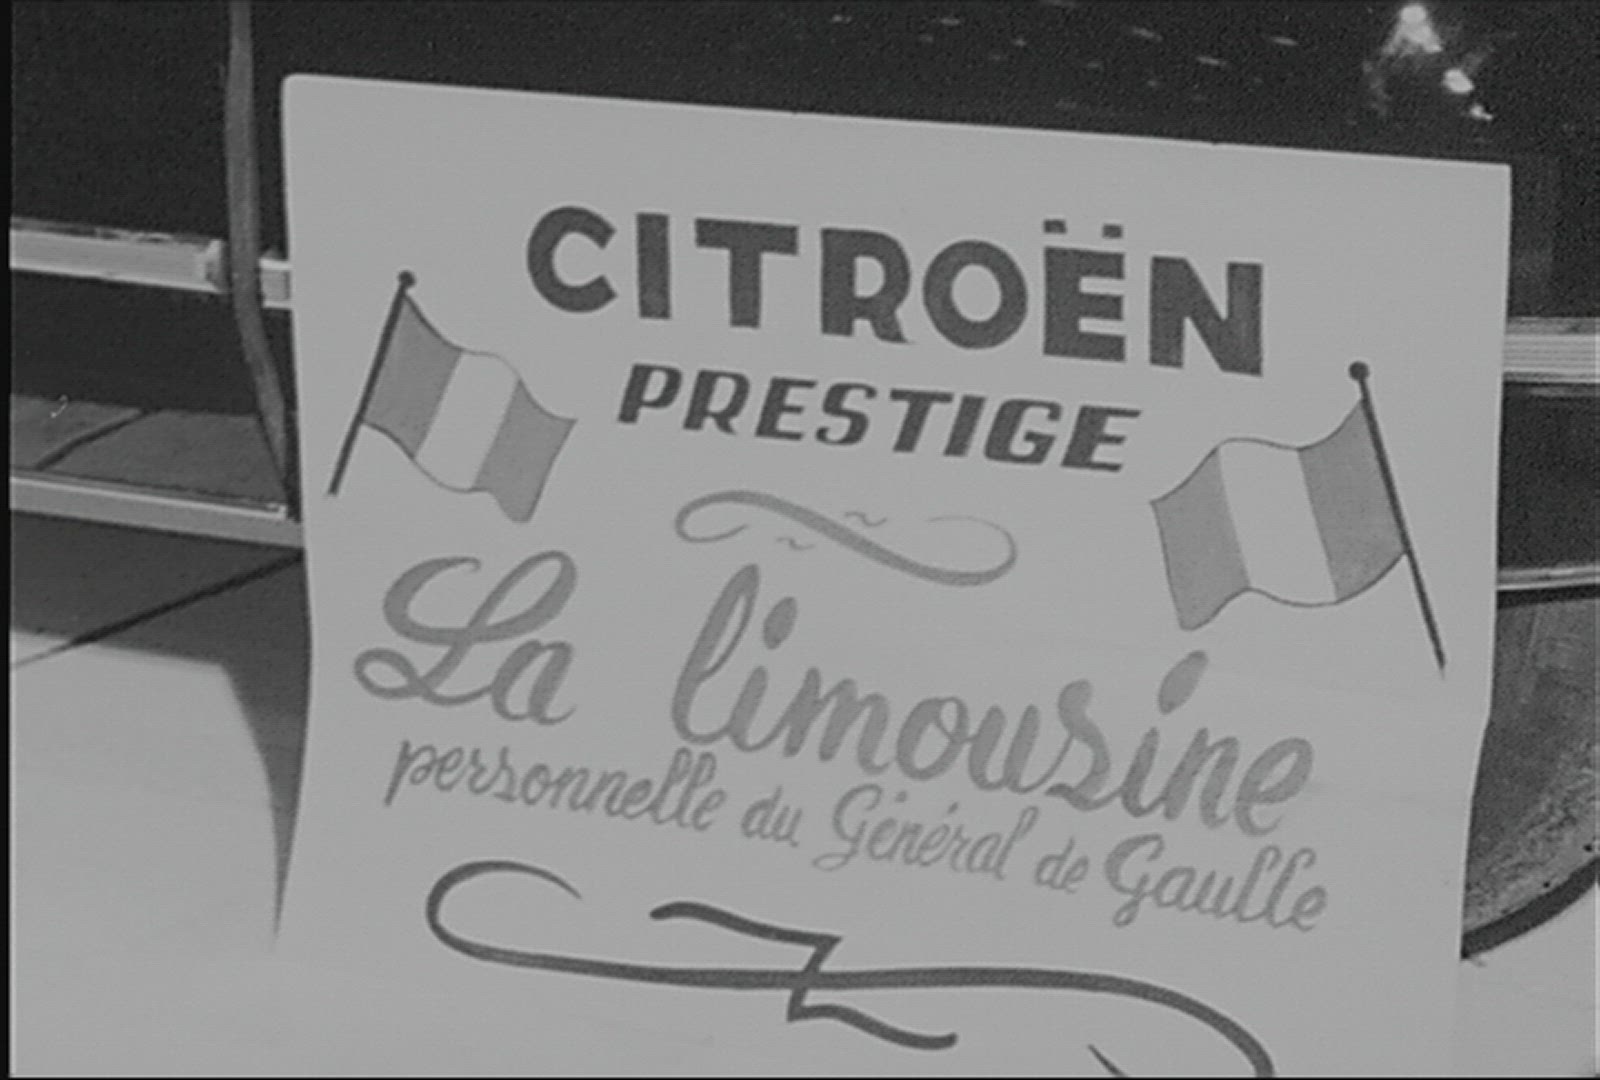 CITROËN
PRESTIGE
La limousine
personnelle du Général de Gaulle